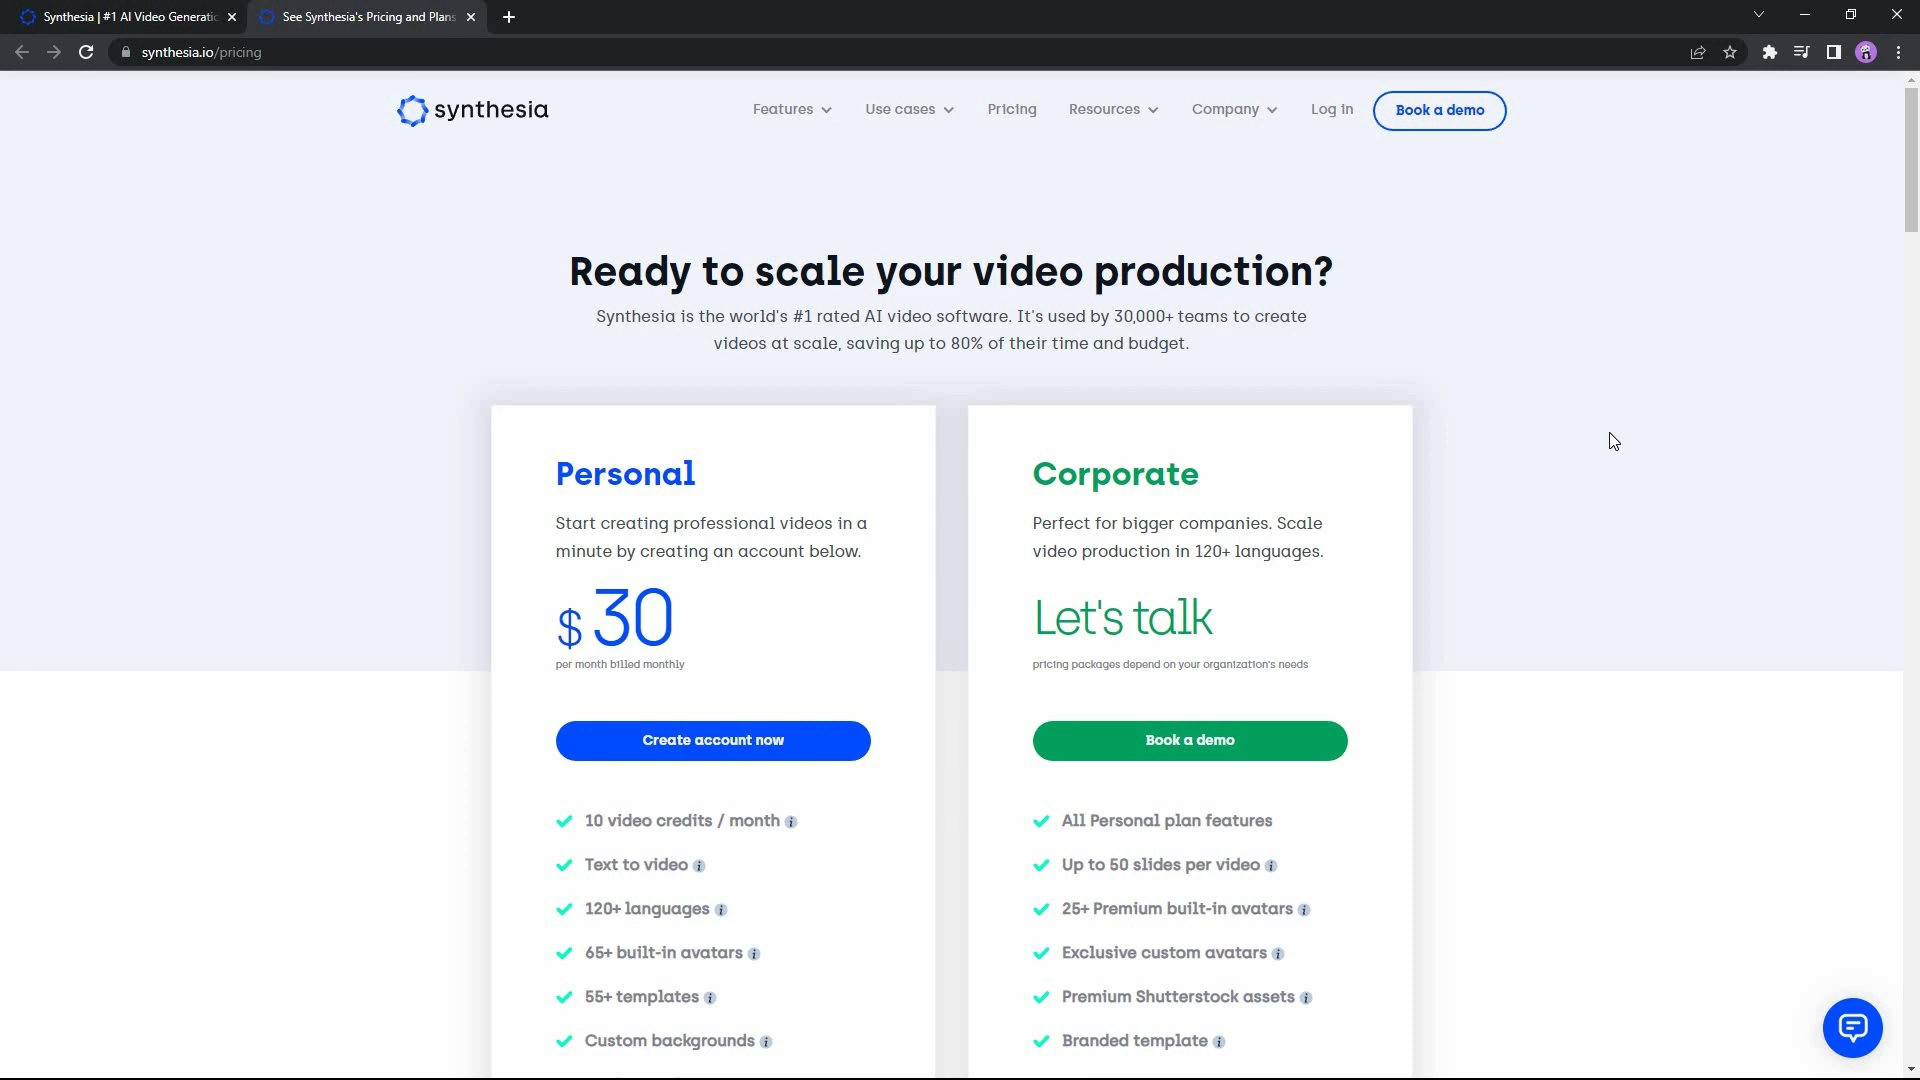 Synthesia | #1 AI Video Generatic
See Synthesia's Pricing and Plans
synthesia.io/pricing
synthesia
Features
Use cases
Pricing
Resources
Company
Log in
Book a demo
Ready to scale your video production?
Synthesia is the world's #1 rated AI video software. It's used by 30,000+ teams to create
videos at scale, saving up to 80% of their time and budget.
Personal
Start creating professional videos in a
minute by creating an account below.
$ 30
per month billed monthly
Create account now
10 video credits / month
Text to video
120+ languages
65+ built-in avatars
55+ templates
Custom backgrounds
Corporate
Perfect for bigger companies. Scale
video production in 120+ languages.
Let's talk
pricing packages depend on your organization's needs
Book a demo
All Personal plan features
Up to 50 slides per video
25+ Premium built-in avatars
Exclusive custom avatars
Premium Shutterstock assets
Branded template